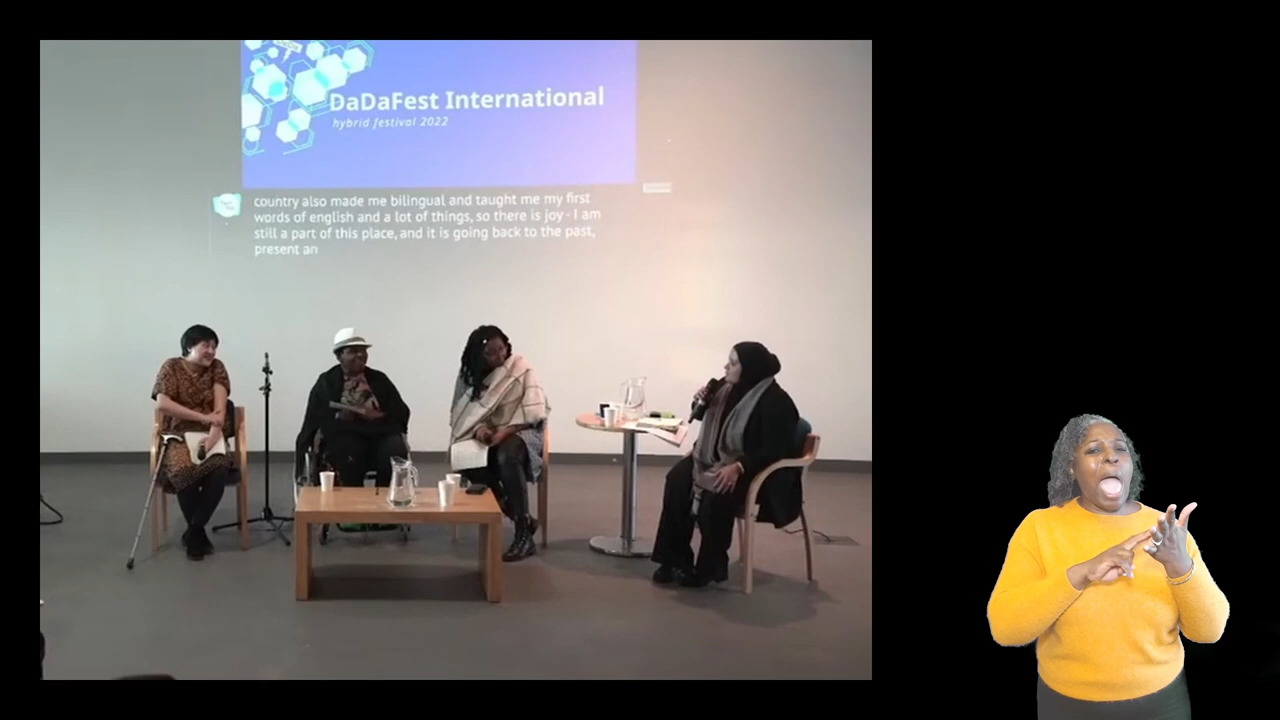 DaDaFest International
hybrid festival 2022
country also made me bilingual and taught me my first
words of english and a lot of things, so there is joy - I am
still a part of this place, and it is going back to the past,
present an